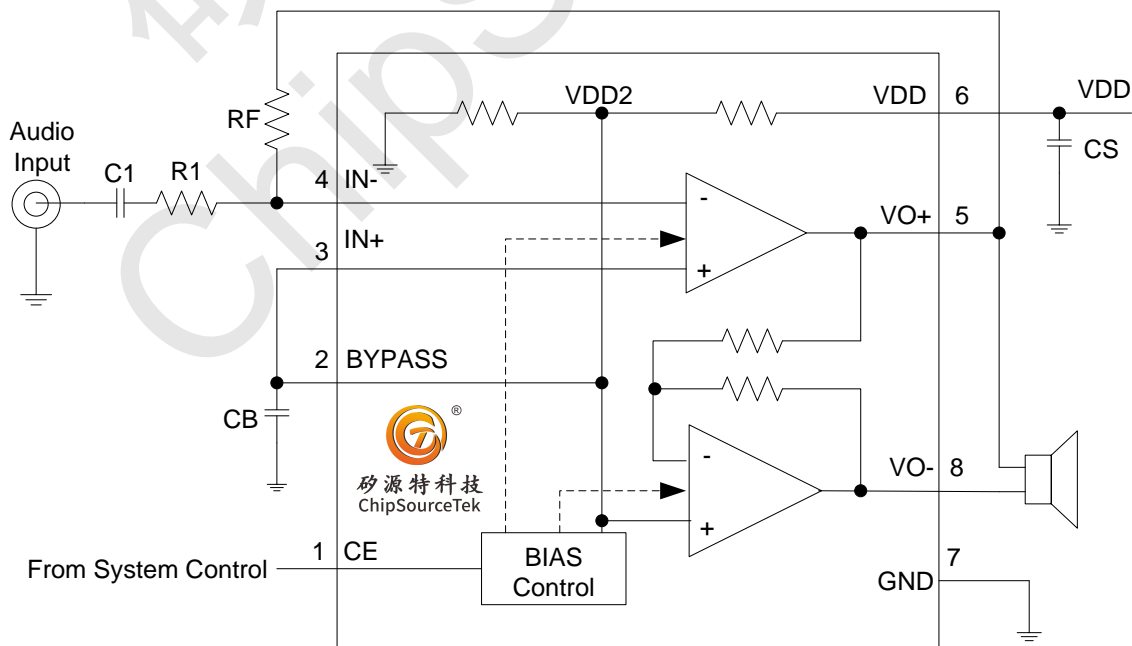 VDD2
VDD
6
VDD
RF
CS
Audio
Input
C1
R1
4
IN-
-
VO+
5
IN+
3
+
2
BYPASS
CB
®
-
矽源特科技
ChipSourceTek
VO-
8
+
1
CE
BIAS
Control
From System Control
7
GND